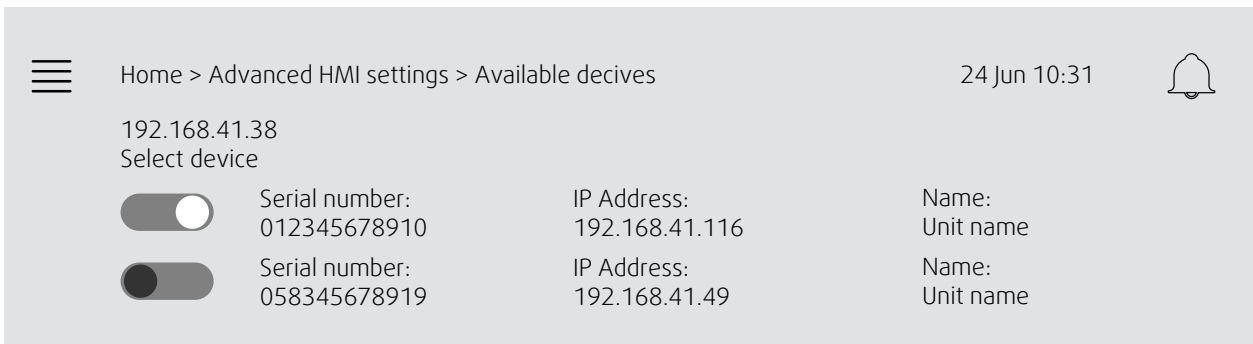 Home > Advanced HMI settings > Available decives 24 Jun 10:31
192.168.41.38
Select device
Serial number: IP Address: Name:
012345678910 192.168.41.116 Unit name
Serial number: IP Address: Name:
058345678919 192.168.41.49 Unit name